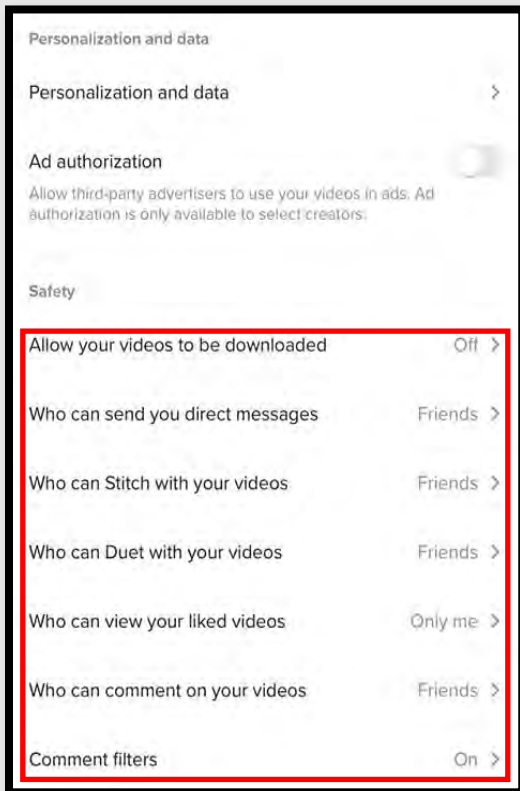 Personalization and data
Personalization and data
Ad authorization
Allow third-party advertisers to use your videos in ads. Ad
authorization is only available to select creators.
Safety
Allow your videos to be downloaded Off >
Who can send you direct messages Friends >
Who can Stitch with your videos Friends >
Who can Duet with your videos Friends >
Who can view your liked videos Only me >
Who can comment on your videos Friends >
Comment filters On >